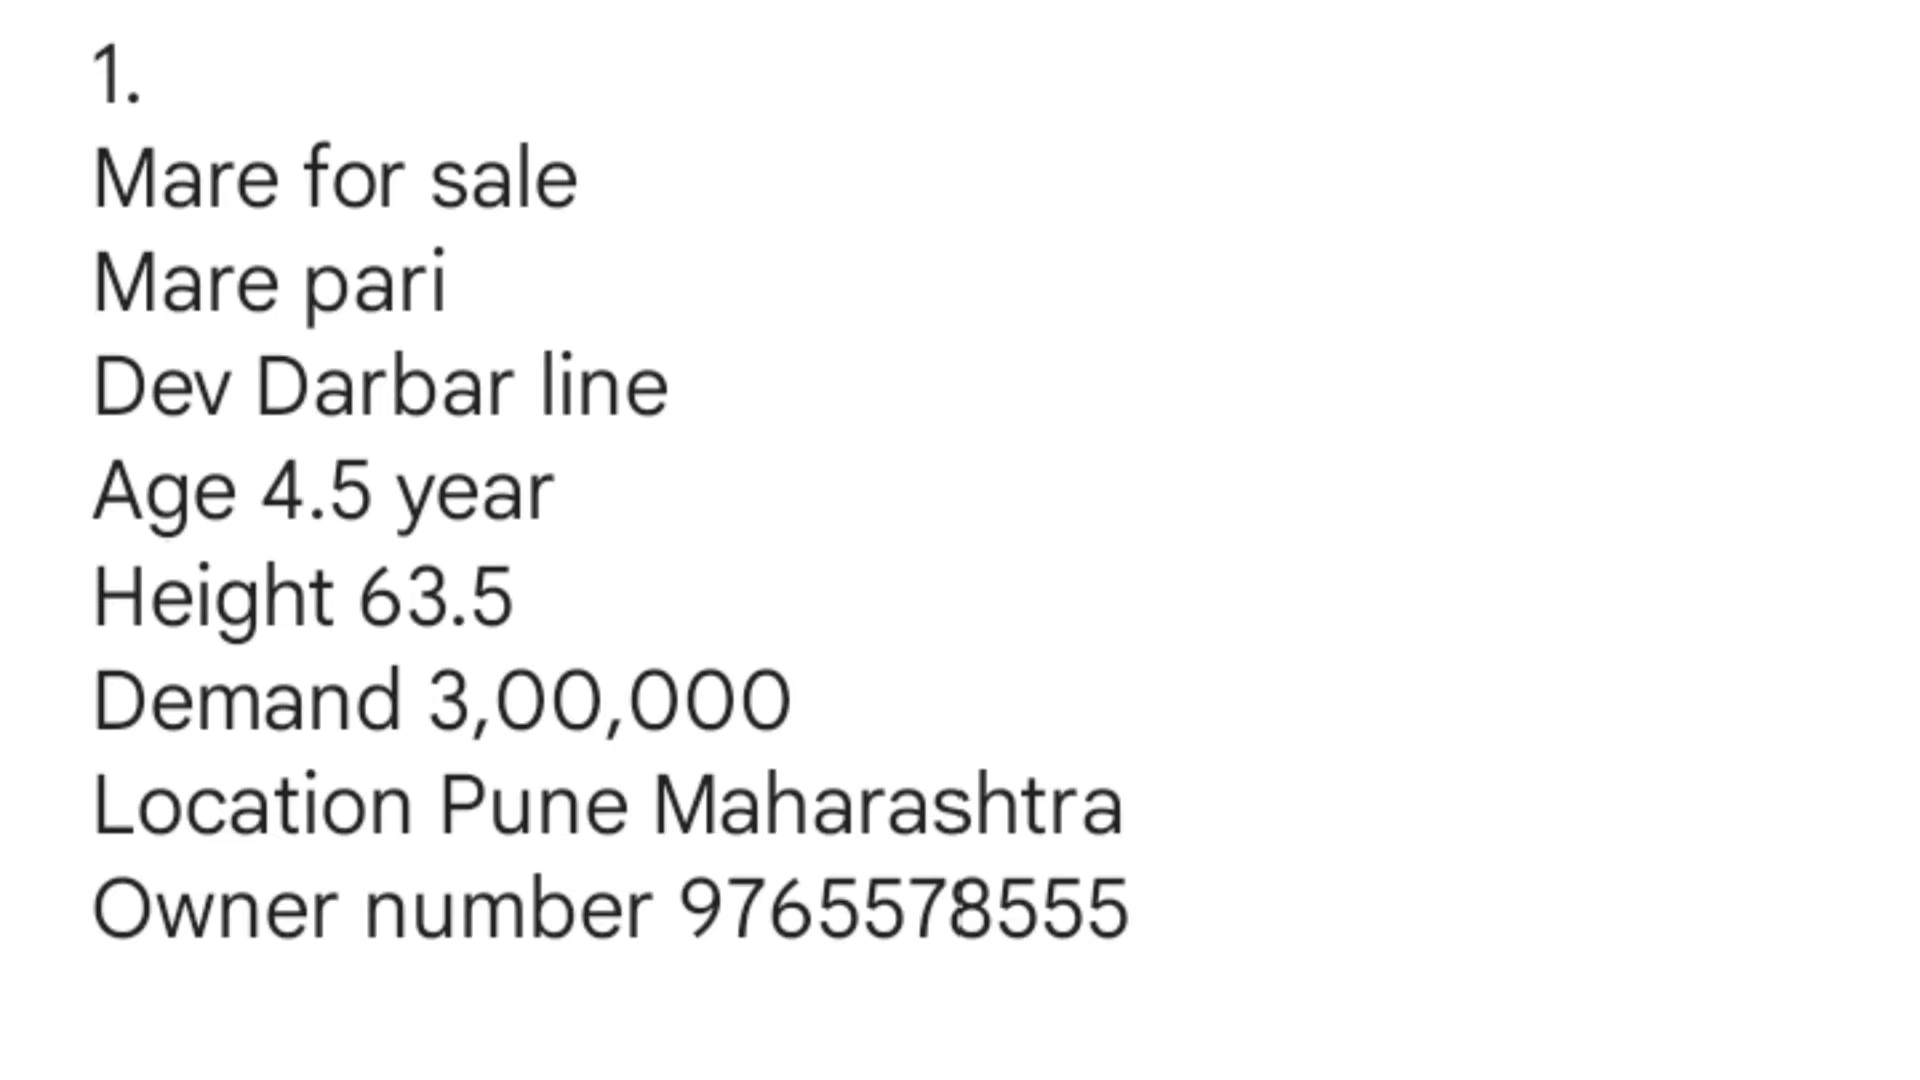 1.
Mare for sale
Mare pari
Dev Darbar line
Age 4.5 year
Height 63.5
Demand 3,00,000
Location Pune Maharashtra
Owner number 9765578555